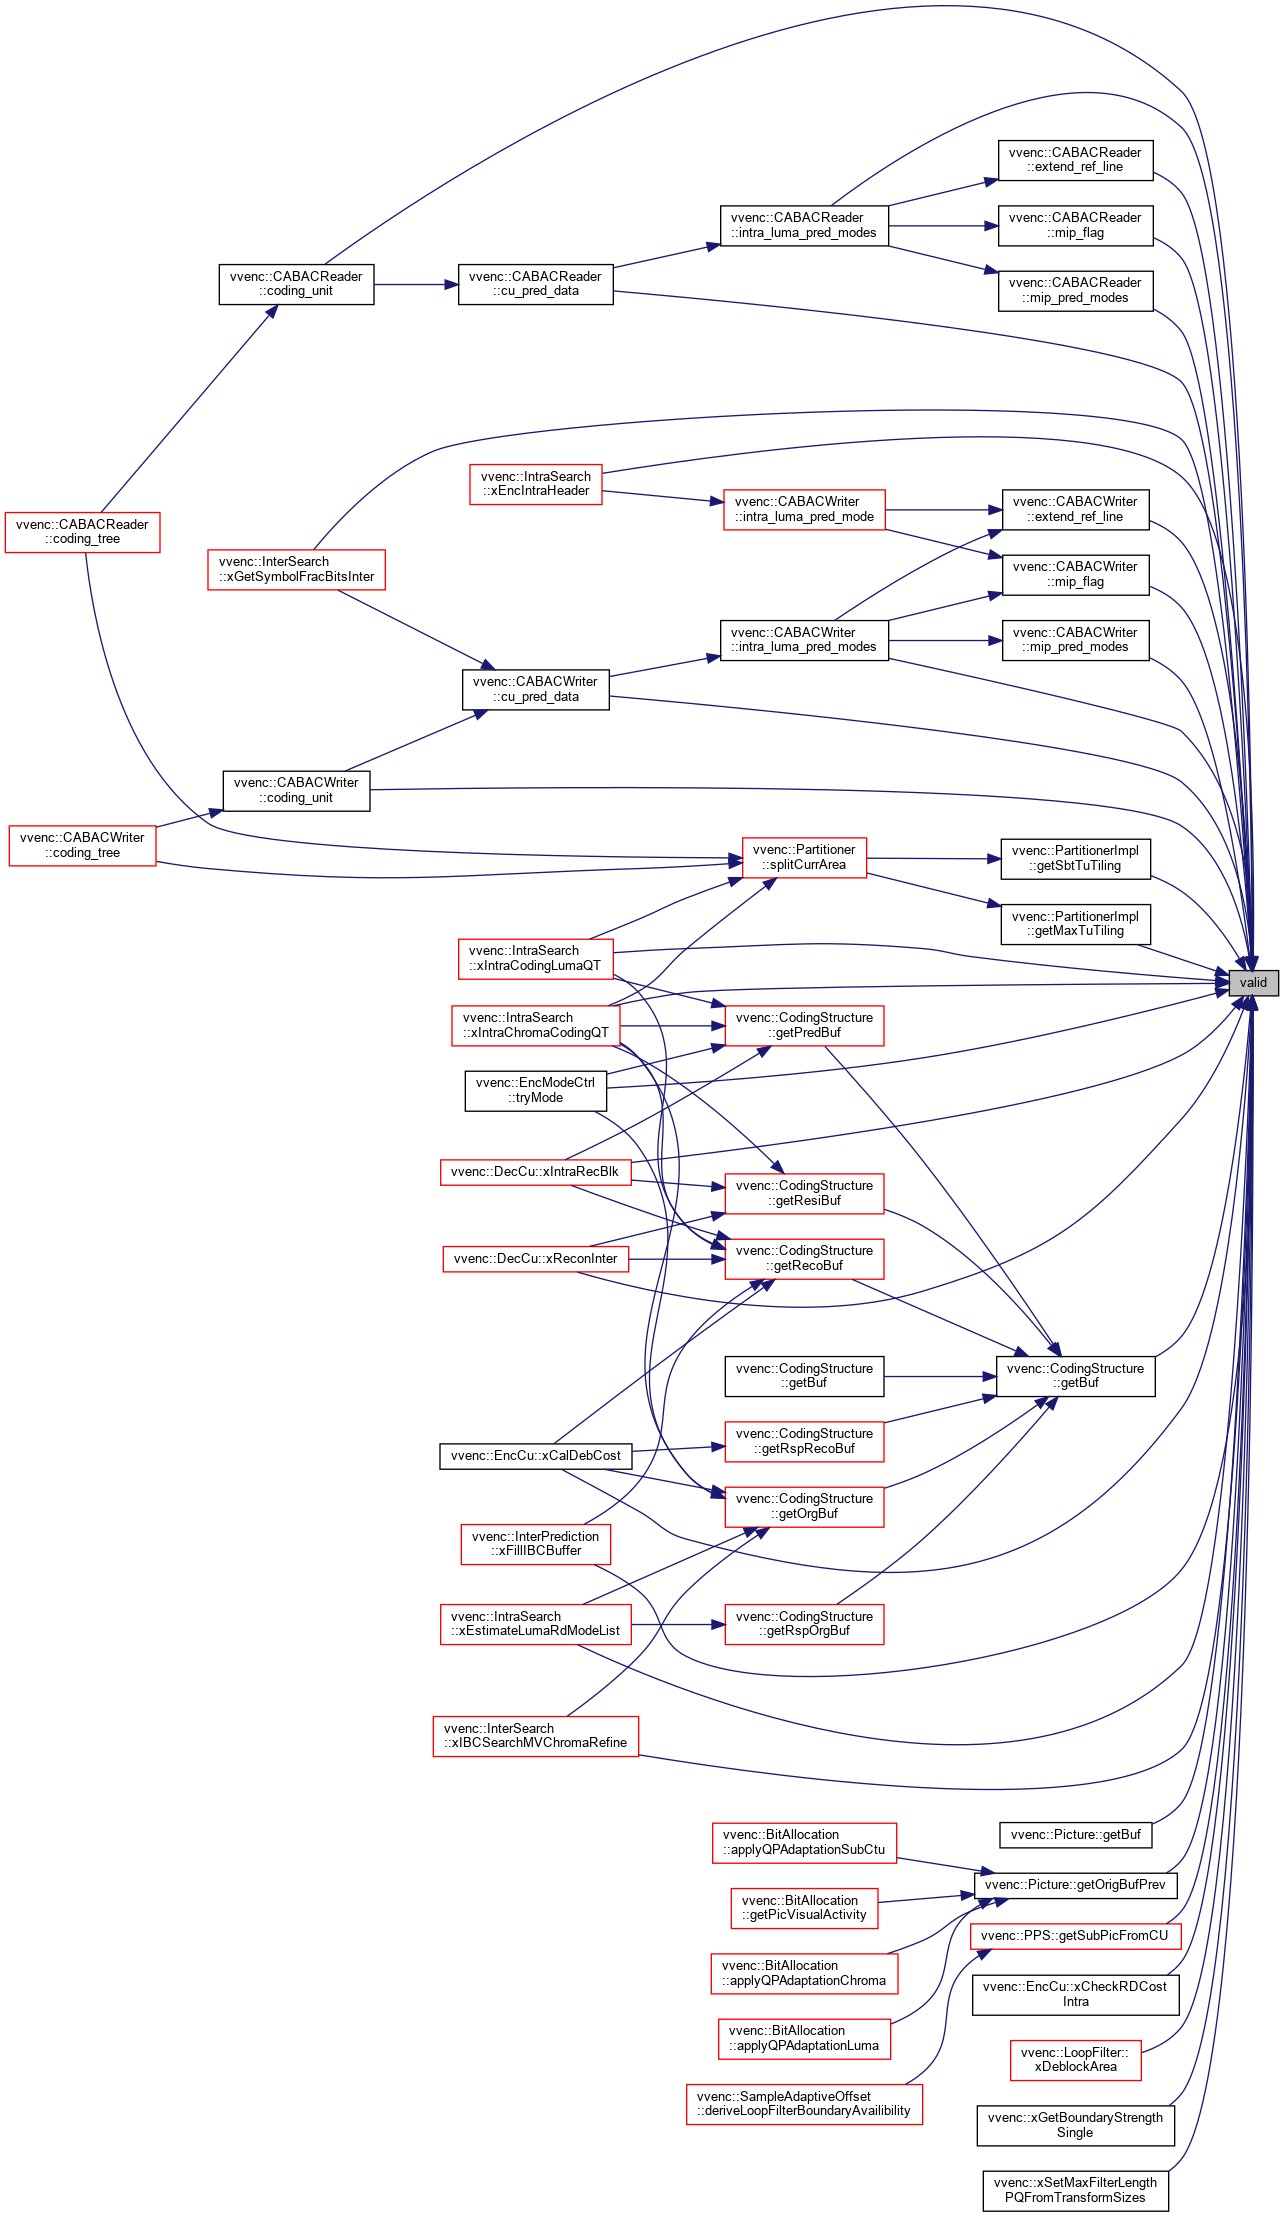 vvenc::CABACReader
::extend_ref_line
vvenc::CABACReader
::intra_luma_pred_modes
vvenc::CABACReader
::mip_flag
vvenc::CABACReader
::coding_unit
vvenc::CABACReader
::cu_pred_data
vvenc::CABACReader
::mip_pred_modes
vvenc::IntraSearch
::xEncIntraHeader
vvenc::CABACWriter
::intra_luma_pred_mode
vvenc::CABACWriter
::extend_ref_line
vvenc::CABACReader
::coding_tree
vvenc::InterSearch
::xGetSymbolFracBitsInter
vvenc::CABACWriter
::mip_flag
vvenc::CABACWriter
::intra_luma_pred_modes
vvenc::CABACWriter
::mip_pred_modes
vvenc::CABACWriter
::cu_pred_data
vvenc::CABACWriter
::coding_unit
vvenc::CABACWriter
::coding_tree
vvenc::Partitioner
::splitCurrArea
vvenc::PartitionerImpl
::getSbtTuTiling
vvenc::PartitionerImpl
::getMaxTuTiling
vvenc::IntraSearch
::xIntraCodingLumaQT
valid
vvenc::IntraSearch
::xIntraChromaCodingQT
vvenc::CodingStructure
::getPredBuf
vvenc::EncModeCtrl
::tryMode
vvenc::DecCu::xIntraRecBlk
vvenc::CodingStructure
::getResiBuf
vvenc::DecCu::xReconInter
vvenc::CodingStructure
::getRecoBuf
vvenc::CodingStructure
::getBuf
vvenc::CodingStructure
::getBuf
vvenc::EncCu::xCalDebCost
vvenc::CodingStructure
::getRspRecoBuf
vvenc::CodingStructure
::getOrgBuf
vvenc::InterPrediction
::xFillIBCBuffer
vvenc::IntraSearch
::xEstimateLumaRdModeList
vvenc::CodingStructure
::getRspOrgBuf
vvenc::InterSearch
::xIBCSearchMVChromaRefine
vvenc::Picture::getBuf
vvenc::BitAllocation
::applyQPAdaptationSubCtu
vvenc::Picture::getOrigBufPrev
vvenc::BitAllocation
::getPicVisualActivity
vvenc::PPS::getSubPicFromCU
vvenc::BitAllocation
::applyQPAdaptationChroma
vvenc::EncCu::xCheckRDCost
Intra
vvenc::BitAllocation
::applyQPAdaptationLuma
vvenc::LoopFilter::
xDeblockArea
vvenc::SampleAdaptiveOffset
::deriveLoopFilterBoundaryAvailibility
vvenc::xGetBoundaryStrength
Single
vvenc::xSetMaxFilterLength
PQFromTransformSizes